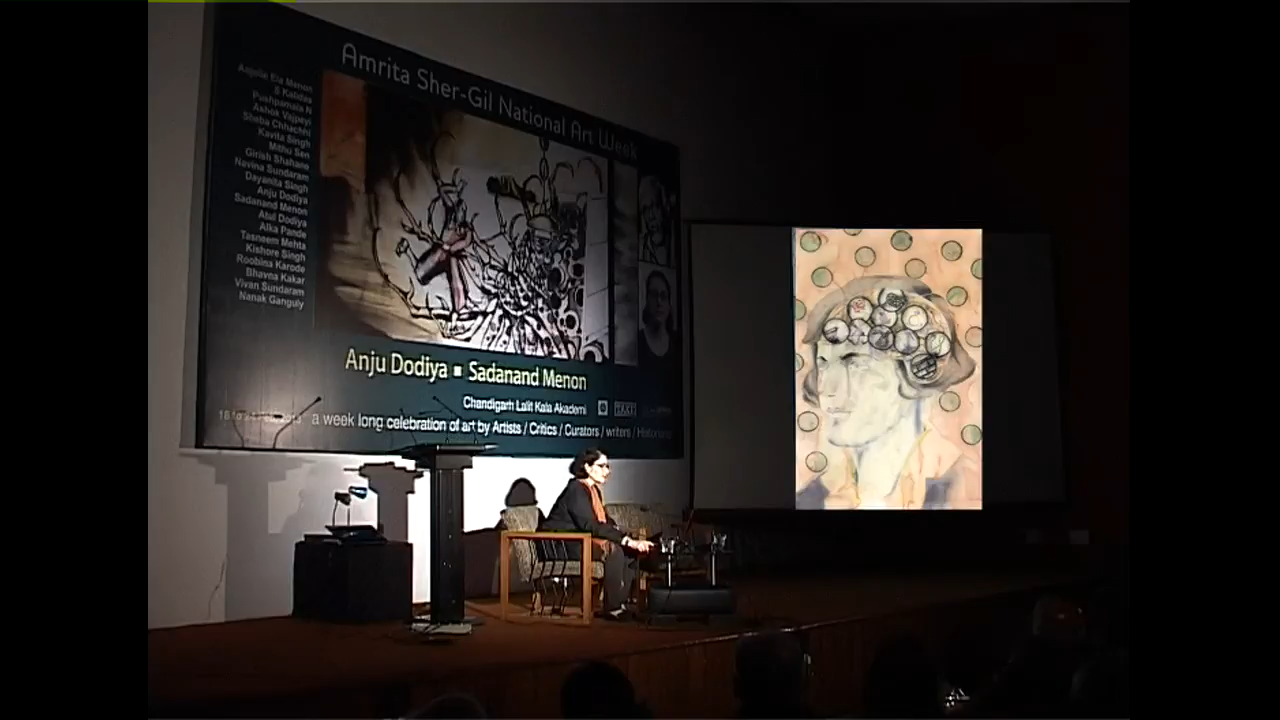 Amrita Sher-Gil National Art Week
Anjolie Ela Menon
S Kalidas
Pushpamala N
Ashok Vajpeyi
Sheba Chhachhi
Kavita Singh
Mithu Sen
Girish Shahane
Navina Sundaram
Dayanita Singh
Anju Dodiya
Sadanand Menon
Atul Dodiya
Alka Pande
Tasneem Mehta
Kishore Singh
Roobina Karode
Bhavna Kakar
Vivan Sundaram
Nanak Ganguly
Anju Dodiya ■ Sadanand Menon
Chandigarh Lalit Kala Akademi
a week long celebration of art by Artists / Critics / Curators / writers /